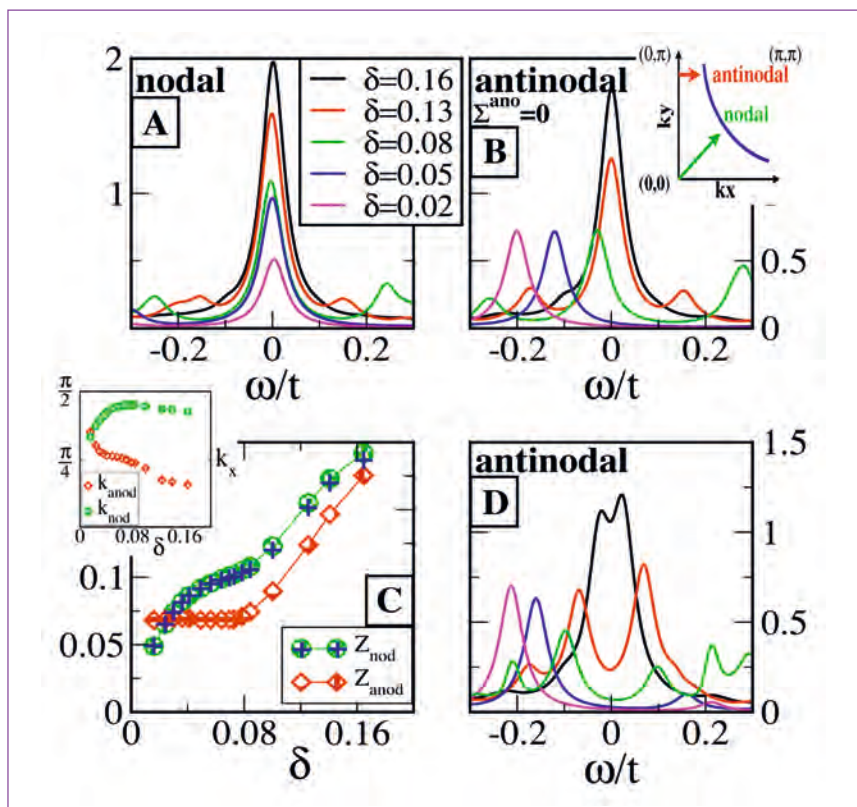 nodal
A
2
1
-0.2
0
0.2
ω/t
δ=0.16
δ=0.13
δ=0.08
δ=0.05
δ=0.02
antinodal
Σ^ano=0
B
(0,π)
(π,π)
antinodal
nodal
ky
(0,0)
kx
0.5
0
-0.2
0
0.2
ω/t
π/2
π/4
k_x
k_anod
k_nod
0
0.08
0.16
δ
0.1
0.05
0
C
Z_nod
Z_anod
0
0.08
0.16
δ
antinodal
D
1.5
1
0.5
0
-0.2
0
0.2
ω/t